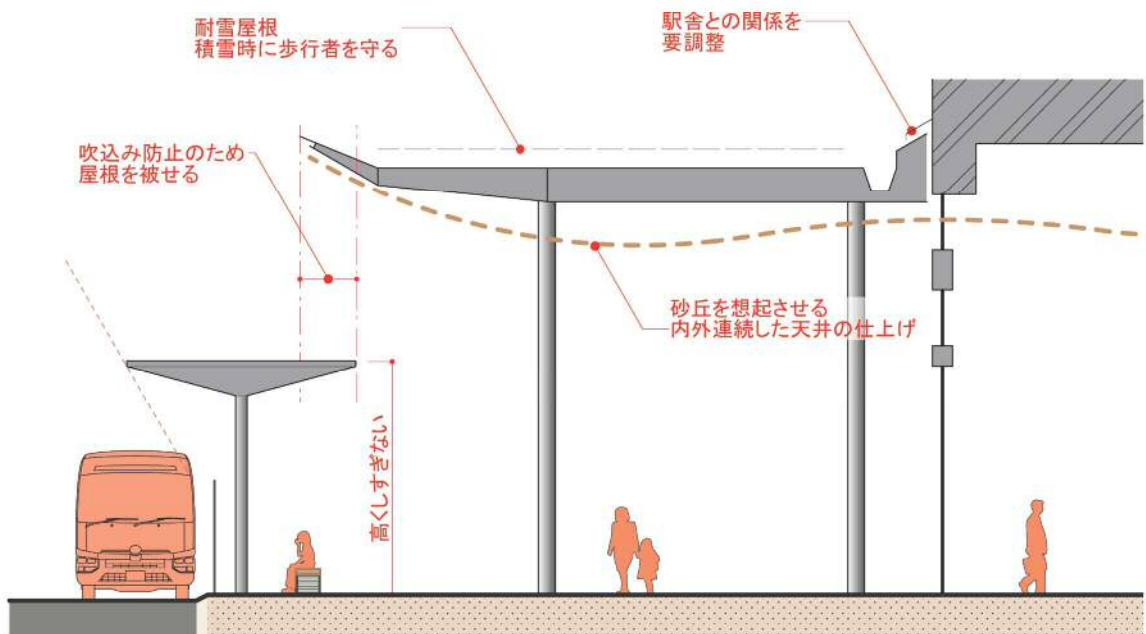 耐雪屋根
積雪時に歩行者を守る
駅舎との関係を
要調整
吹込み防止のため
屋根を被せる
砂丘を想起させる
内外連続した天井の仕上げ
高くしすぎない